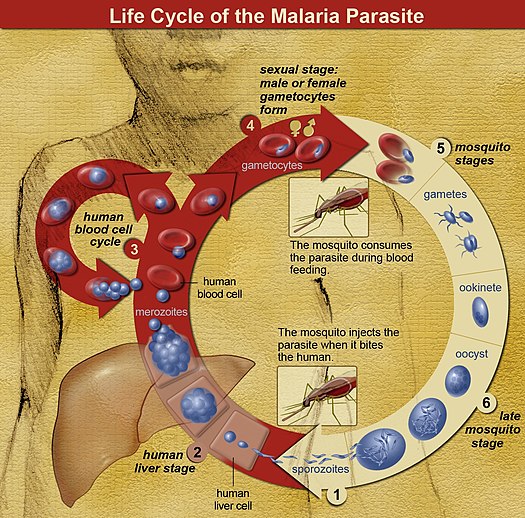 Life Cycle of the Malaria Parasite
sexual stage:
male or female
gametocytes
form
4
gametocytes
5
mosquito
stages
gametes
human
blood cell
cycle
3
The mosquito consumes
the parasite during blood
feeding.
human
blood cell
merozoites
ookinete
The mosquito injects the
parasite when it bites
the human.
oocyst
6
late
mosquito
stage
human
liver stage
2
sporozoites
1
human
liver cell